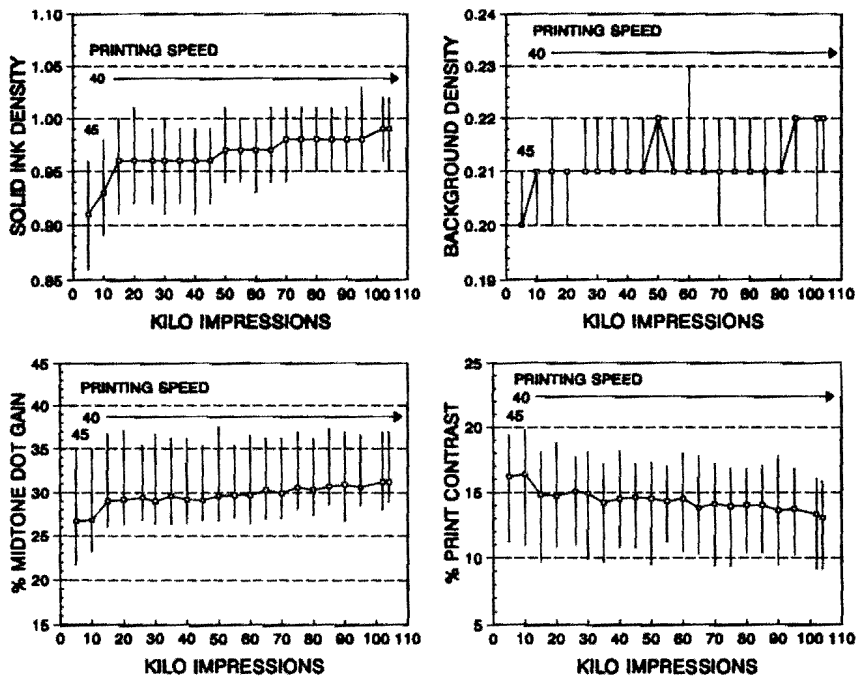 1.10
1.05
1.00
0.95
0.90
0.85
SOLID INK DENSITY
PRINTING SPEED
40
45
0 10 20 30 40 50 60 70 80 90 100 110
KILO IMPRESSIONS
0.24
0.23
0.22
0.21
0.20
0.19
BACKGROUND DENSITY
PRINTING SPEED
40
45
0 10 20 30 40 50 60 70 80 90 100 110
KILO IMPRESSIONS
45
40
35
30
25
20
15
% MIDTONE DOT GAIN
PRINTING SPEED
40
45
0 10 20 30 40 50 60 70 80 90 100 110
KILO IMPRESSIONS
25
20
15
10
5
% PRINT CONTRAST
PRINTING SPEED
40
45
0 10 20 30 40 50 60 70 80 90 100 110
KILO IMPRESSIONS